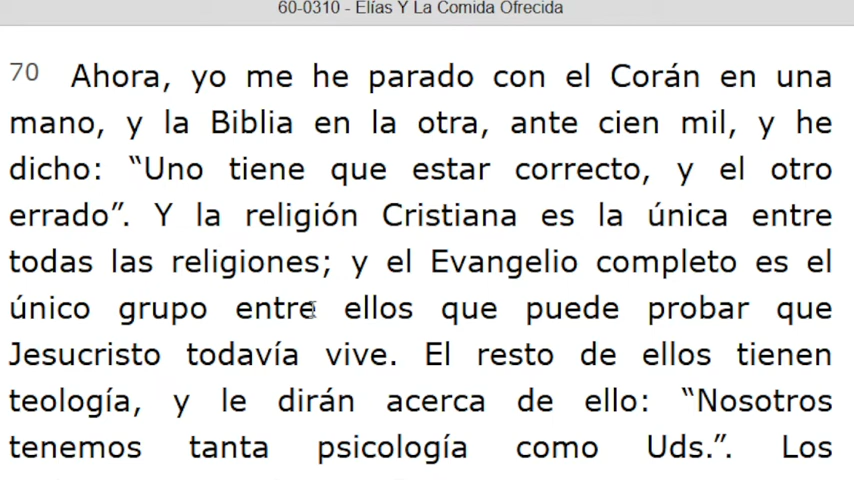 60-0310 - Elías Y La Comida Ofrecida
70 Ahora, yo me he parado con el Corán en una
mano, y la Biblia en la otra, ante cien mil, y he
dicho: “Uno tiene que estar correcto, y el otro
errado”. Y la religión Cristiana es la única entre
todas las religiones; y el Evangelio completo es el
único grupo entre ellos que puede probar que
Jesucristo todavía vive. El resto de ellos tienen
teología, y le dirán acerca de ello: “Nosotros
tenemos tanta psicología como Uds.”. Los